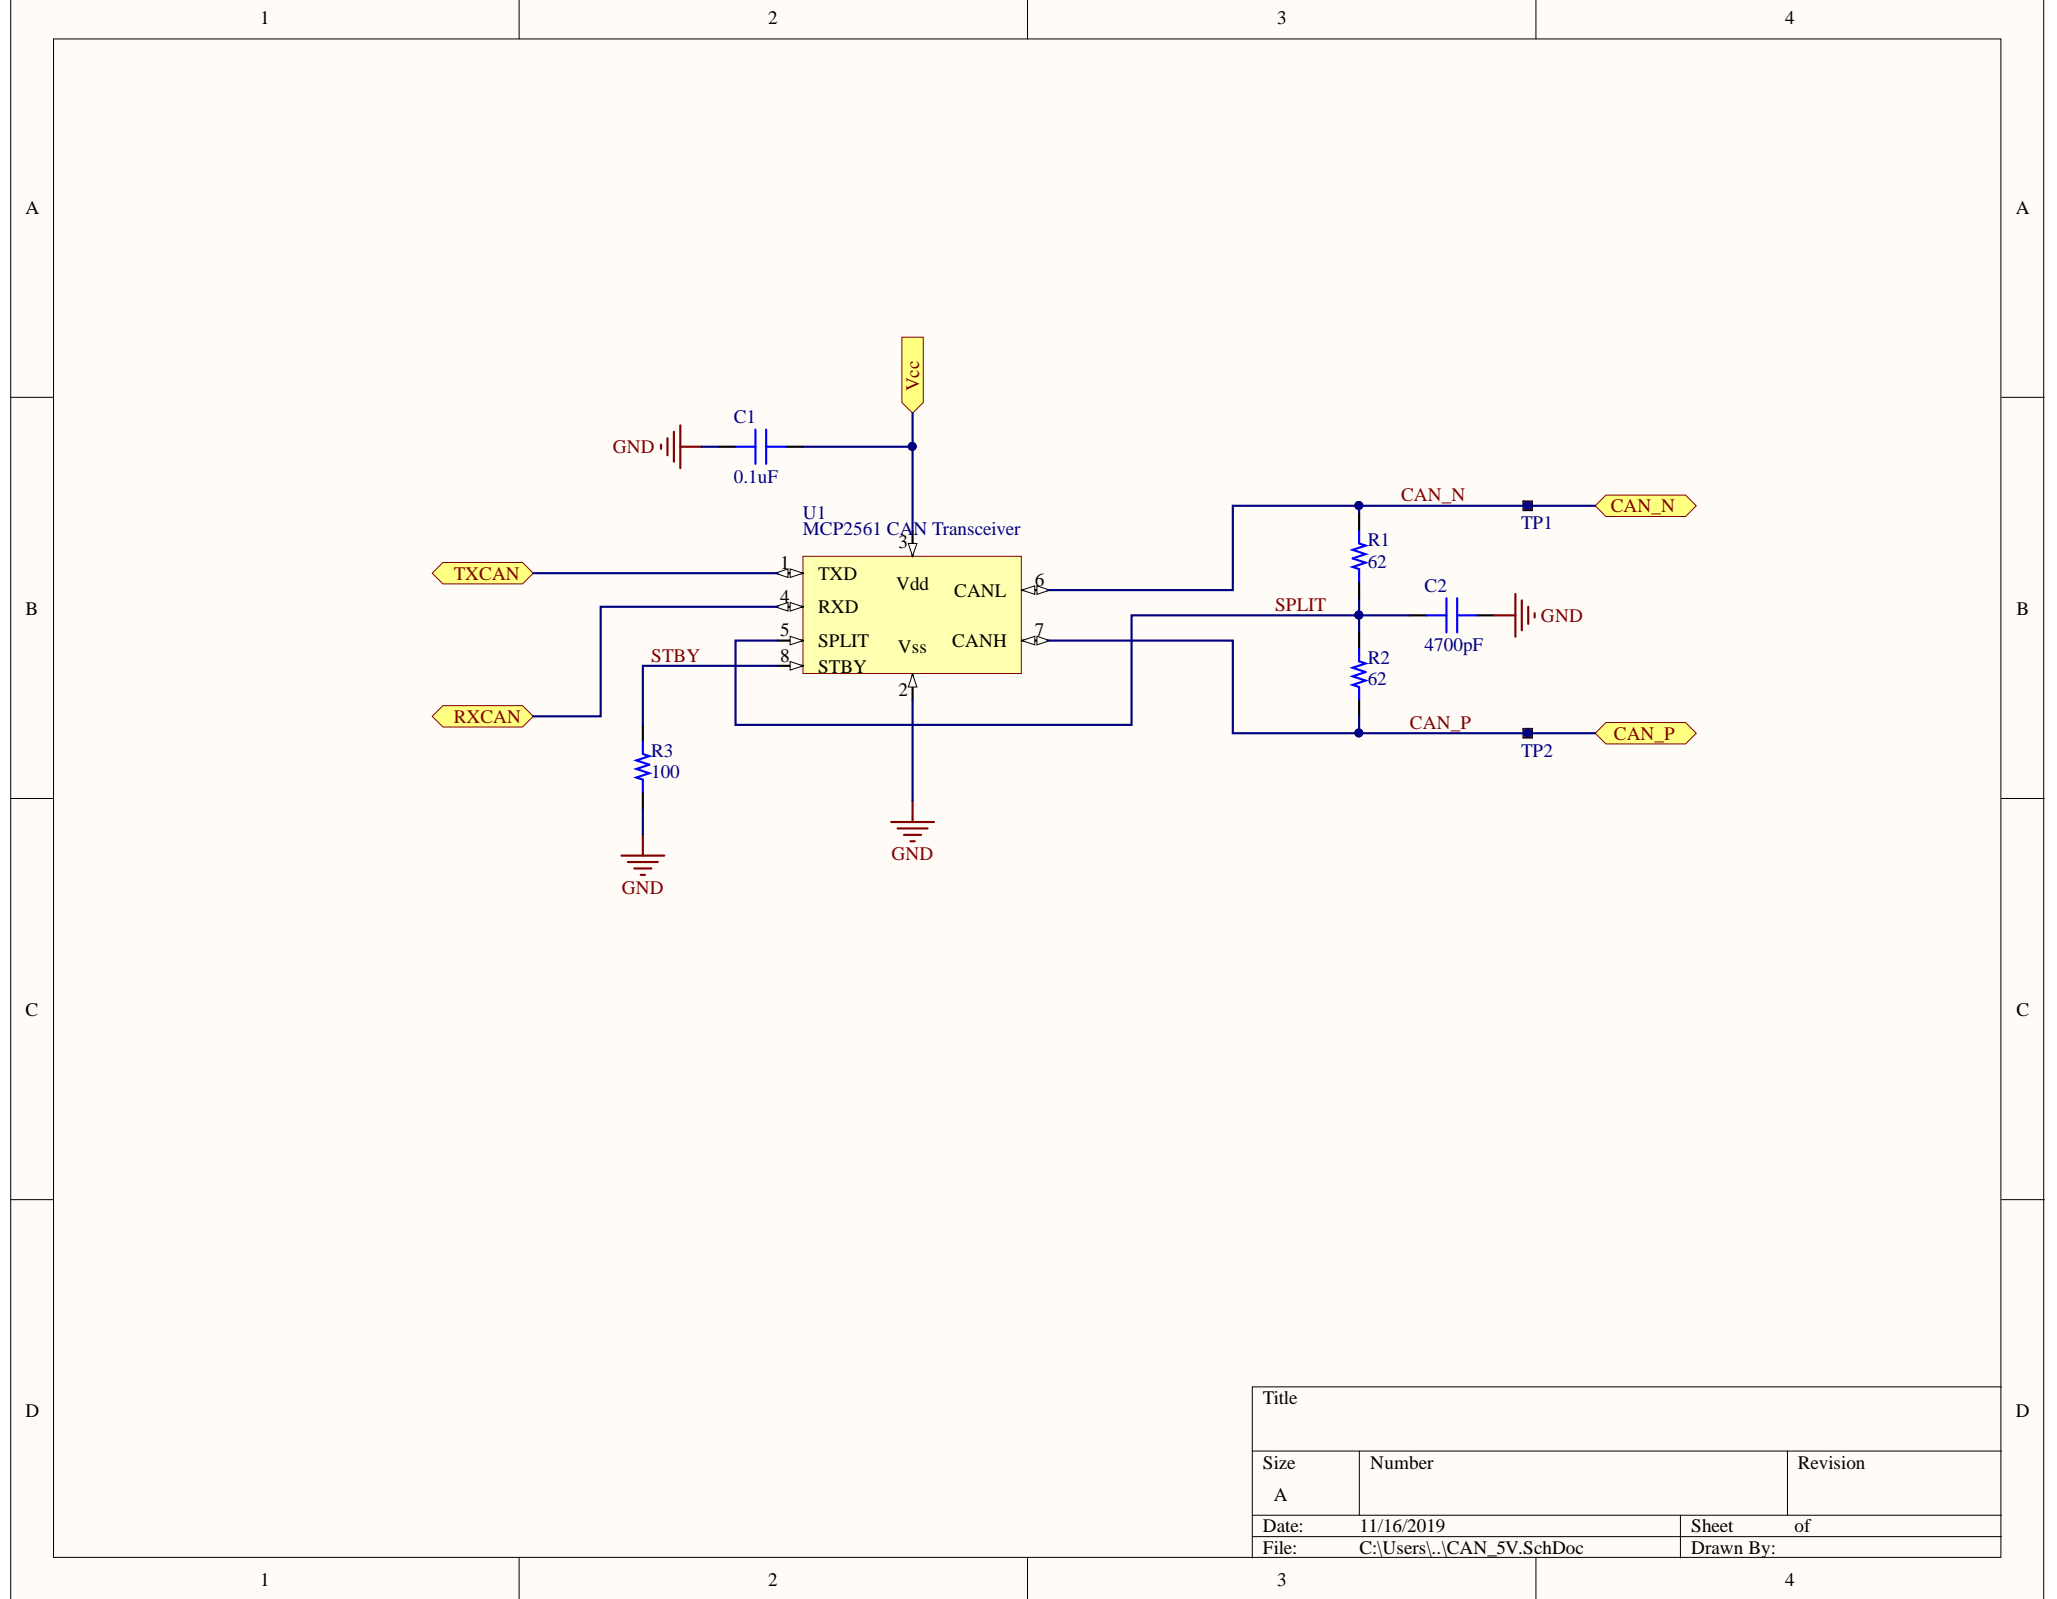 1 2 3 4
A A
Vcc
C1
GND
0.1uF
CAN_N
CAN_N
U1
MCP2561 CAN Transceiver
TP1
3
R1
62
1
TXCAN
TXD
Vdd
6
CANL
C2
4
B
RXD
SPLIT
GND
B
5
SPLIT
Vss
7
CANH
4700pF
STBY
8
STBY
R2
62
2
RXCAN
CAN_P
CAN_P
R3
TP2
100
GND
GND
C C
D D
Title
Size Number Revision
A
Date: 11/16/2019 Sheet of
File: C:\Users\..\CAN_5V.SchDoc Drawn By:
1 2 3 4